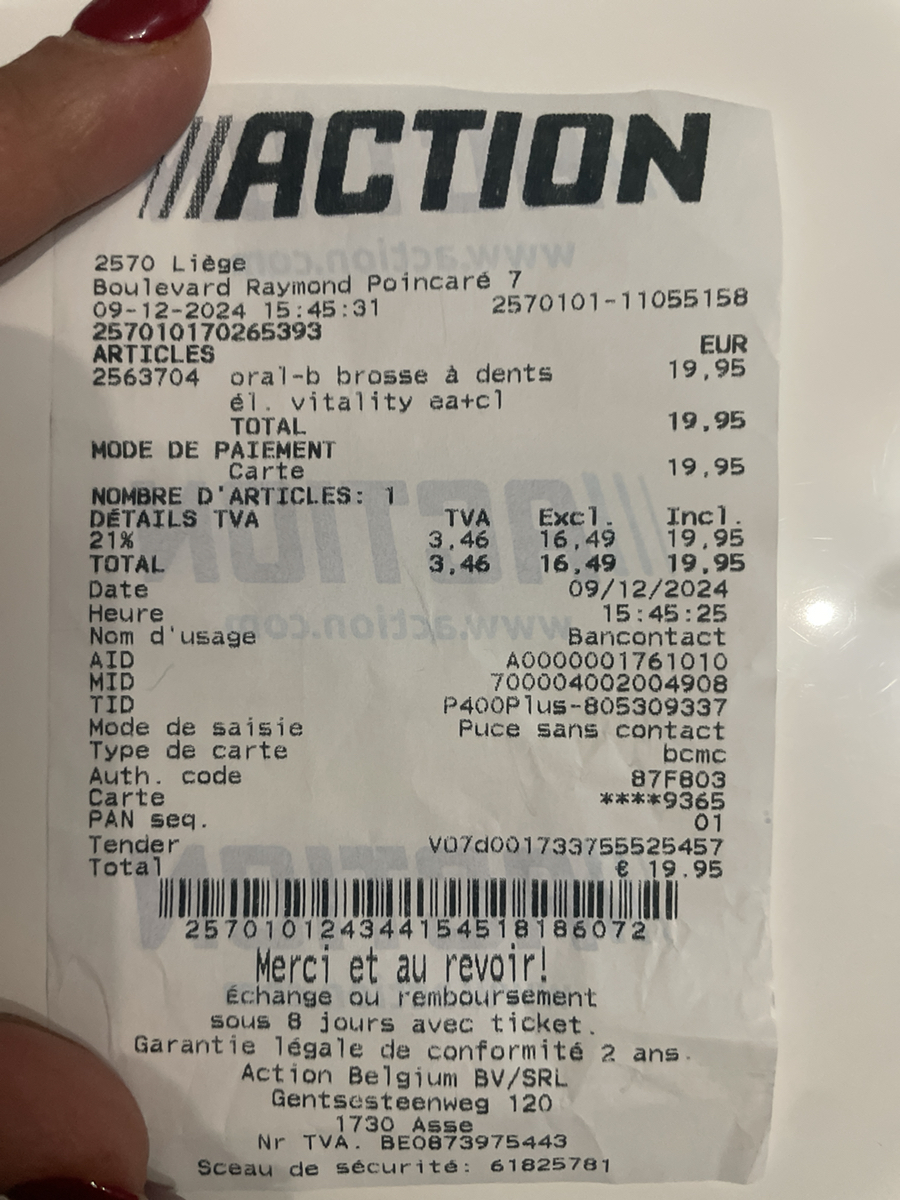 ACTION
2570 Liège
Boulevard Raymond Poincaré 7
09-12-2024 15:45:31 2570101-11055158
257010170265393
ARTICLES EUR
2563704 oral-b brosse à dents 19,95
él. vitality ea+cl
TOTAL 19,95
MODE DE PAIEMENT
Carte 19,95
NOMBRE D'ARTICLES: 1
DÉTAILS TVA TVA Excl. Incl.
21% 3,46 16,49 19,95
TOTAL 3,46 16,49 19,95
Date 09/12/2024
Heure 15:45:25
Nom d'usage Bancontact
AID A0000001761010
MID 700004002004908
TID P400Plus-805309337
Mode de saisie Puce sans contact
Type de carte bcmc
Auth. code 87F803
Carte ****9365
PAN seq. 01
Tender V07d001733755525457
Total € 19.95
257010124344154518186072
Merci et au revoir!
Échange ou remboursement
sous 8 jours avec ticket.
Garantie légale de conformité 2 ans.
Action Belgium BV/SRL
Gentsesteenweg 120
1730 Asse
Nr TVA. BE0873975443
Sceau de sécurité: 61825781